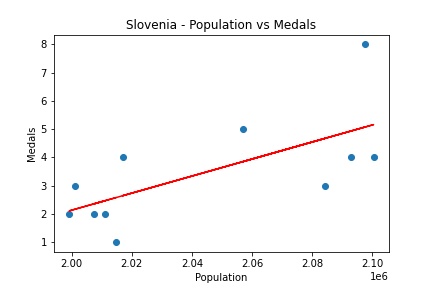 Slovenia - Population vs Medals
8
7
6
5
4
3
2
1
Medals
2.00 2.02 2.04 2.06 2.08 2.10
1e6
Population